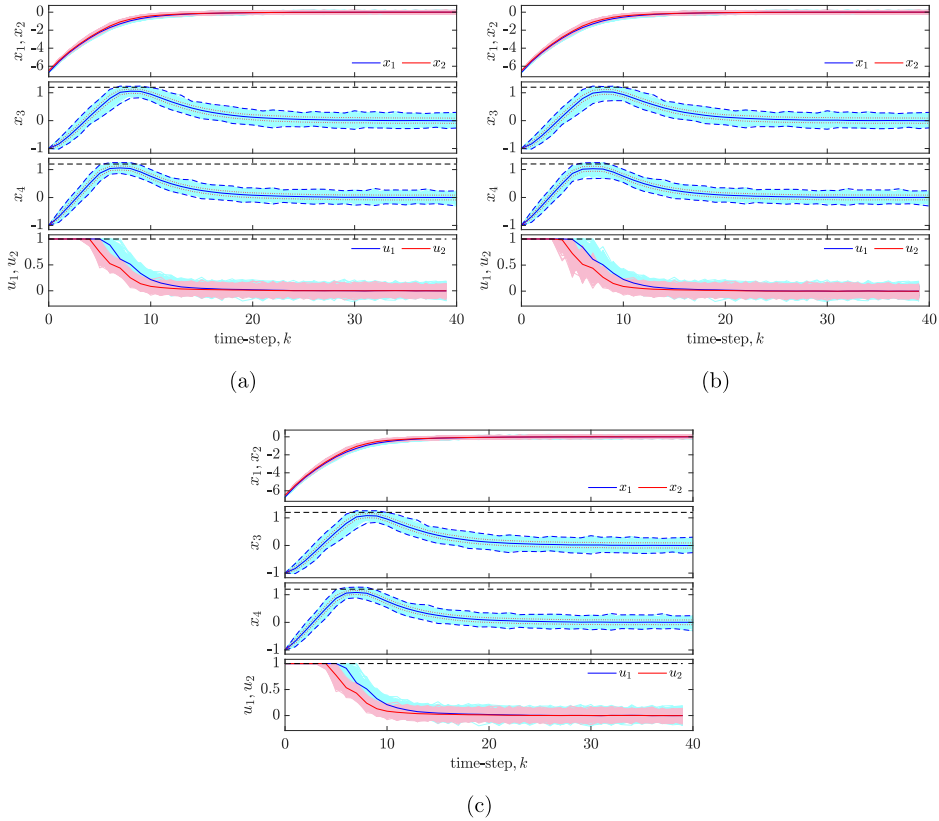 0
-2
-4
-6
x₁, x₂
x₁ x₂
1
0
-1
x₃
1
0
-1
x₄
1
0.5
0
u₁, u₂
u₁ u₂
0 10 20 30 40
time-step, k
(a)
0
-2
-4
-6
x₁, x₂
x₁ x₂
1
0
-1
x₃
1
0
-1
x₄
1
0.5
0
u₁, u₂
u₁ u₂
0 10 20 30 40
time-step, k
(b)
0
-2
-4
-6
x₁, x₂
x₁ x₂
1
0
-1
x₃
1
0
-1
x₄
1
0.5
0
u₁, u₂
u₁ u₂
0 10 20 30 40
time-step, k
(c)